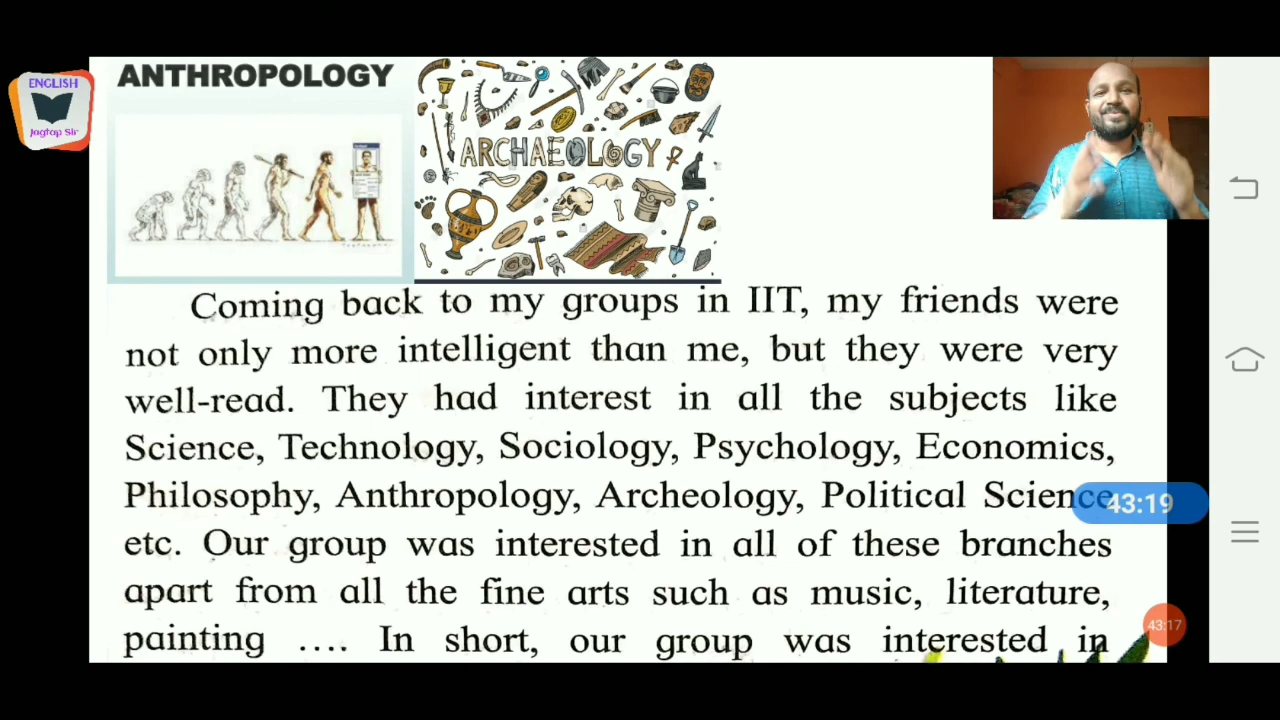 ENGLISH
Jagtap Sir
ANTHROPOLOGY
ARCHAEOLOGY
Coming back to my groups in IIT, my friends were
not only more intelligent than me, but they were very
well-read. They had interest in all the subjects like
Science, Technology, Sociology, Psychology, Economics,
Philosophy, Anthropology, Archeology, Political Science
43:19
etc. Our group was interested in all of these branches
apart from all the fine arts such as music, literature,
43:17
painting .... In short, our group was interested in